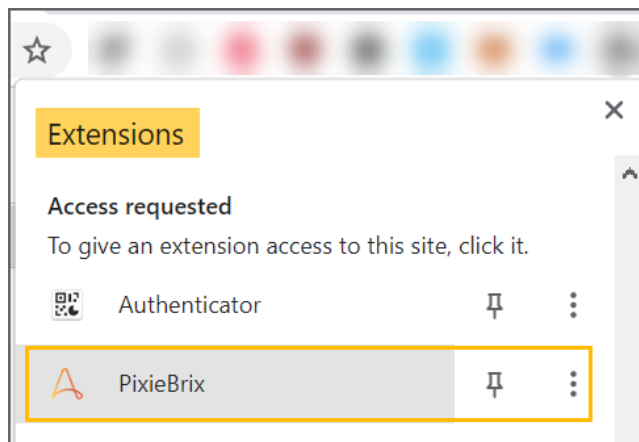 Extensions
Access requested
To give an extension access to this site, click it.
Authenticator
PixieBrix